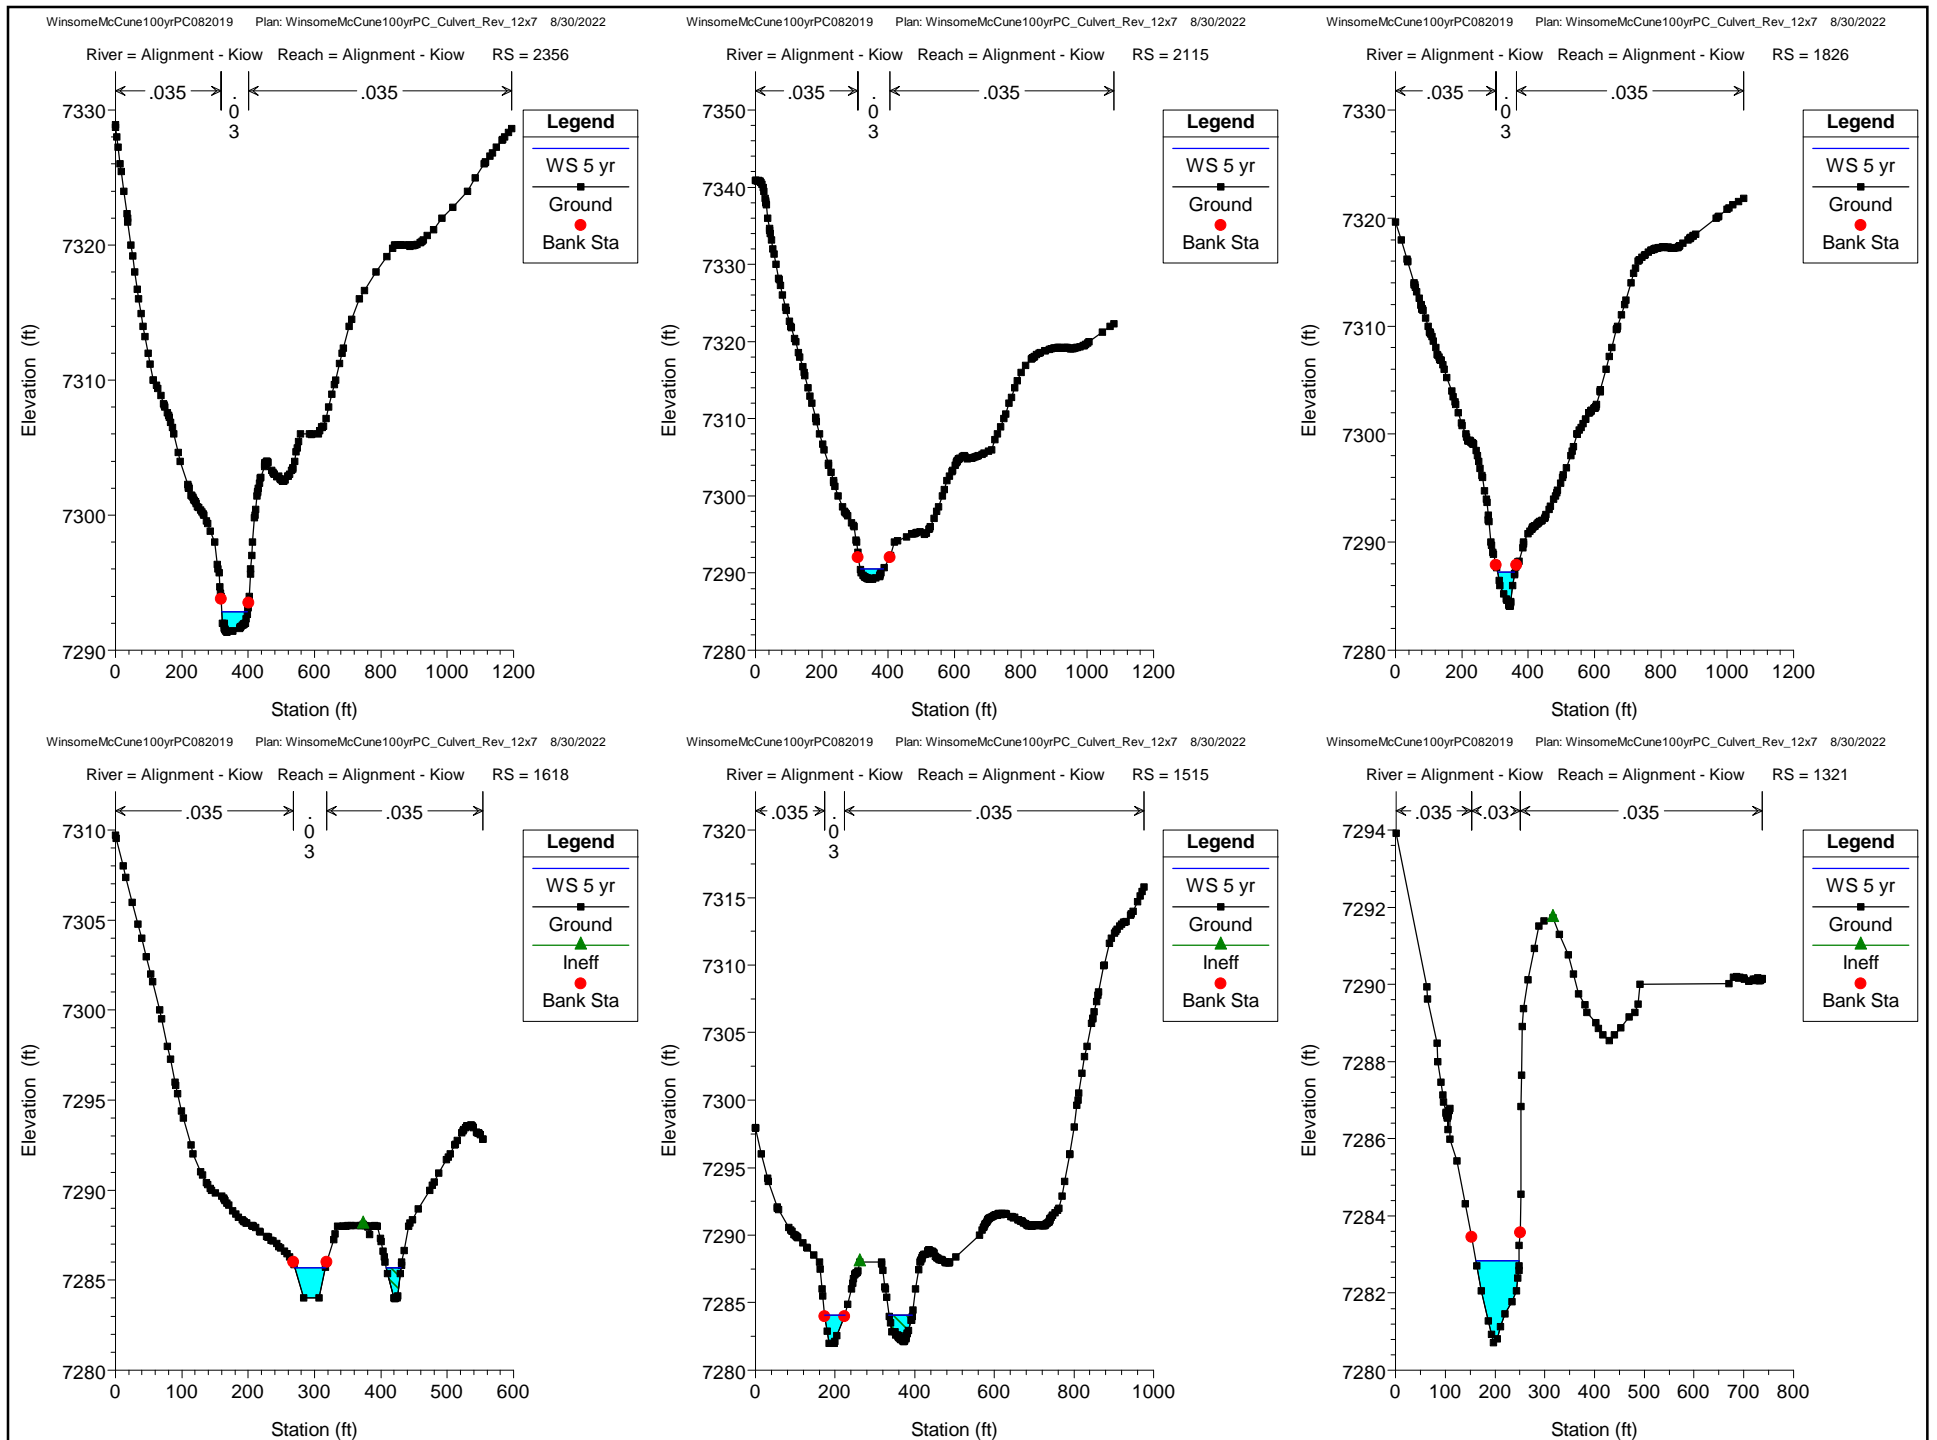 WinsomeMcCune100yrPC082019 Plan: WinsomeMcCune100yrPC_Culvert_Rev_12x7 8/30/2022
River = Alignment - Kiow Reach = Alignment - Kiow RS = 2356
.035
.03
.035
Legend
WS 5 yr
Ground
Bank Sta
Elevation (ft)
7330
7320
7310
7300
7290
0 200 400 600 800 1000 1200
Station (ft)
WinsomeMcCune100yrPC082019 Plan: WinsomeMcCune100yrPC_Culvert_Rev_12x7 8/30/2022
River = Alignment - Kiow Reach = Alignment - Kiow RS = 2115
.035
.03
.035
Legend
WS 5 yr
Ground
Bank Sta
Elevation (ft)
7350
7340
7330
7320
7310
7300
7290
7280
0 200 400 600 800 1000 1200
Station (ft)
WinsomeMcCune100yrPC082019 Plan: WinsomeMcCune100yrPC_Culvert_Rev_12x7 8/30/2022
River = Alignment - Kiow Reach = Alignment - Kiow RS = 1826
.035
.03
.035
Legend
WS 5 yr
Ground
Bank Sta
Elevation (ft)
7330
7320
7310
7300
7290
7280
0 200 400 600 800 1000 1200
Station (ft)
WinsomeMcCune100yrPC082019 Plan: WinsomeMcCune100yrPC_Culvert_Rev_12x7 8/30/2022
River = Alignment - Kiow Reach = Alignment - Kiow RS = 1618
.035
.03
.035
Legend
WS 5 yr
Ground
Ineff
Bank Sta
Elevation (ft)
7310
7305
7300
7295
7290
7285
7280
0 100 200 300 400 500 600
Station (ft)
WinsomeMcCune100yrPC082019 Plan: WinsomeMcCune100yrPC_Culvert_Rev_12x7 8/30/2022
River = Alignment - Kiow Reach = Alignment - Kiow RS = 1515
.035
.03
.035
Legend
WS 5 yr
Ground
Ineff
Bank Sta
Elevation (ft)
7320
7315
7310
7305
7300
7295
7290
7285
7280
0 200 400 600 800 1000
Station (ft)
WinsomeMcCune100yrPC082019 Plan: WinsomeMcCune100yrPC_Culvert_Rev_12x7 8/30/2022
River = Alignment - Kiow Reach = Alignment - Kiow RS = 1321
.035
.03
.035
Legend
WS 5 yr
Ground
Ineff
Bank Sta
Elevation (ft)
7294
7292
7290
7288
7286
7284
7282
7280
0 100 200 300 400 500 600 700 800
Station (ft)